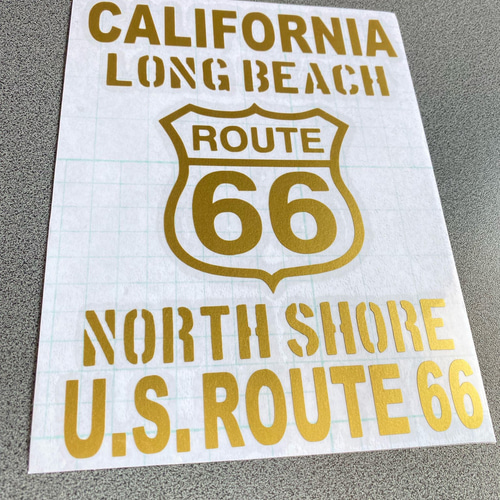 CALIFORNIA
LONG BEACH
ROUTE
66
NORTH SHORE
U.S. ROUTE 66